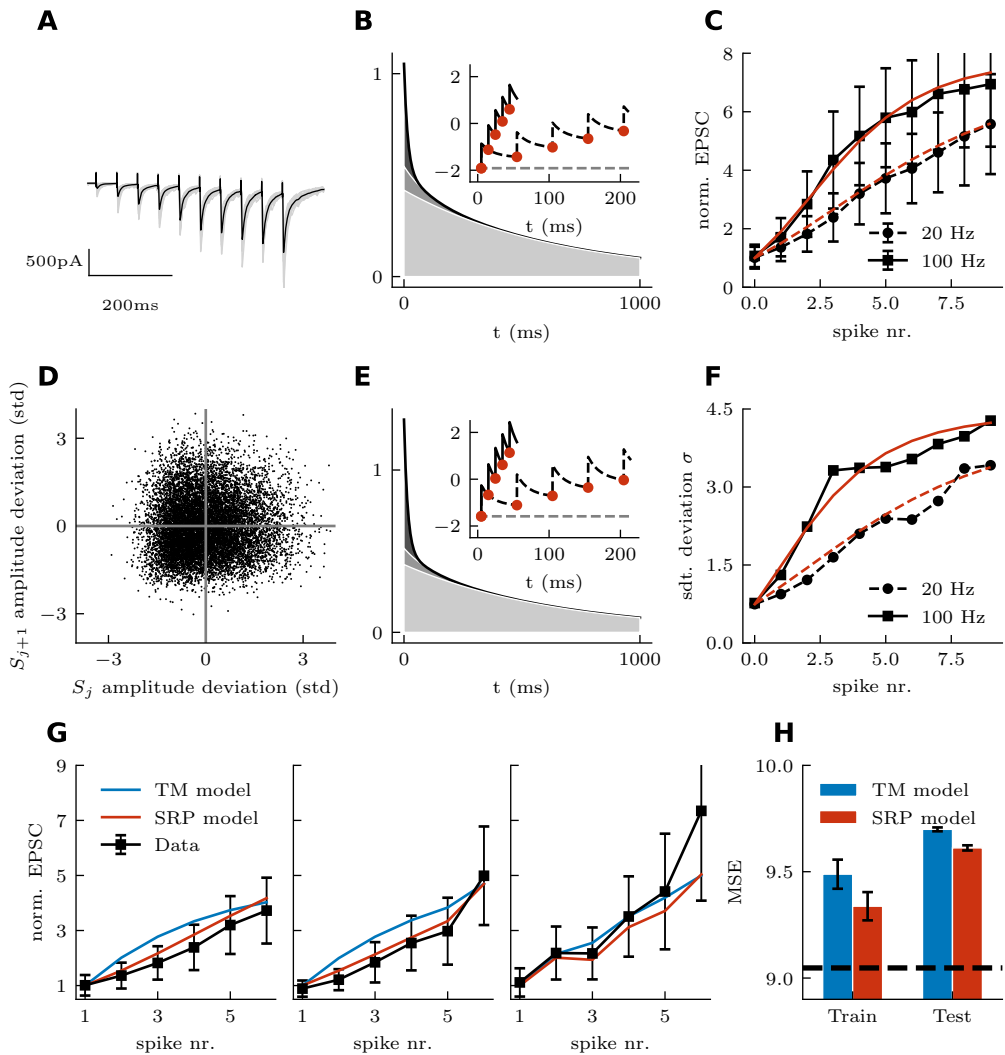 A
500pA
200ms
B
1
0
0
1000
t (ms)
2
0
−2
0
100
200
t (ms)
C
norm. EPSC
8
6
4
2
0
0.0
2.5
5.0
7.5
spike nr.
20 Hz
100 Hz
D
S_{j+1} amplitude deviation (std)
3
0
−3
−3
0
3
S_j amplitude deviation (std)
E
1
0
0
1000
t (ms)
2
0
−2
0
100
200
t (ms)
F
sdt. deviation σ
4.5
3.0
1.5
0.0
0.0
2.5
5.0
7.5
spike nr.
20 Hz
100 Hz
G
norm. EPSC
9
7
5
3
1
TM model
SRP model
Data
1
3
5
spike nr.
1
3
5
spike nr.
1
3
5
spike nr.
H
MSE
10.0
9.5
9.0
TM model
SRP model
Train
Test